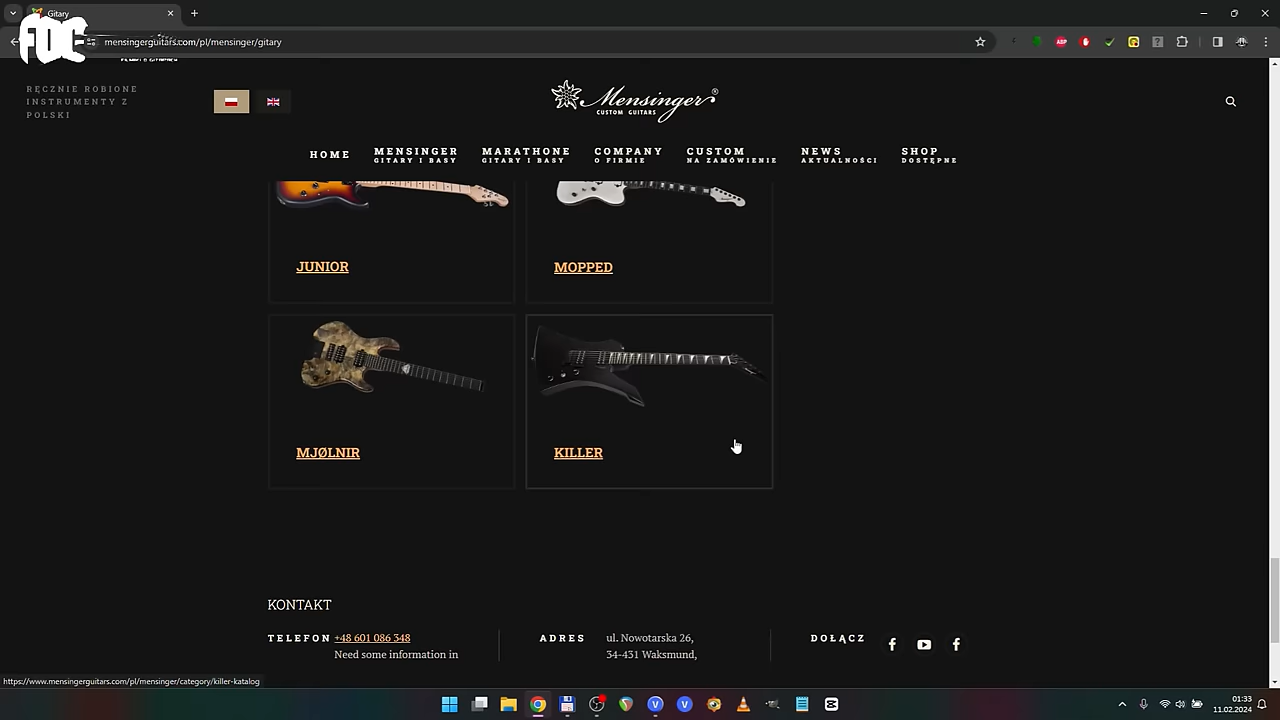 Gitary
FDC
mensingerguitars.com/pl/mensinger/gitary
RĘCZNIE ROBIONE
INSTRUMENTY Z
POLSKI
Mensinger ®
CUSTOM GUITARS
HOME
MENSINGER
GITARY I BASY
MARATHONE
GITARY I BASY
COMPANY
O FIRMIE
CUSTOM
NA ZAMÓWIENIE
NEWS
AKTUALNOŚCI
SHOP
DOSTĘPNE
JUNIOR
MOPPED
MJØLNIR
KILLER
KONTAKT
TELEFON +48 601 086 348
Need some information in
ADRES ul. Nowotarska 26,
34-431 Waksmund,
DOŁĄCZ
https://www.mensingerguitars.com/pl/mensinger/category/killer-katalog
01:33
11.02.2024